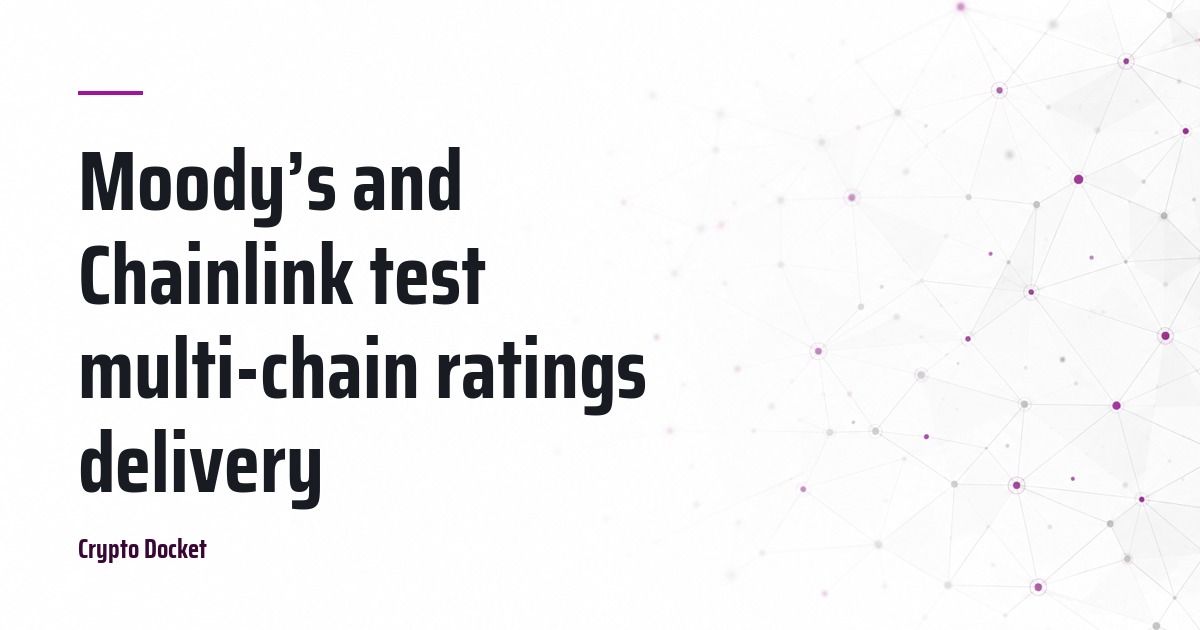 Moody’s and
Chainlink test
multi-chain ratings
delivery
Crypto Docket